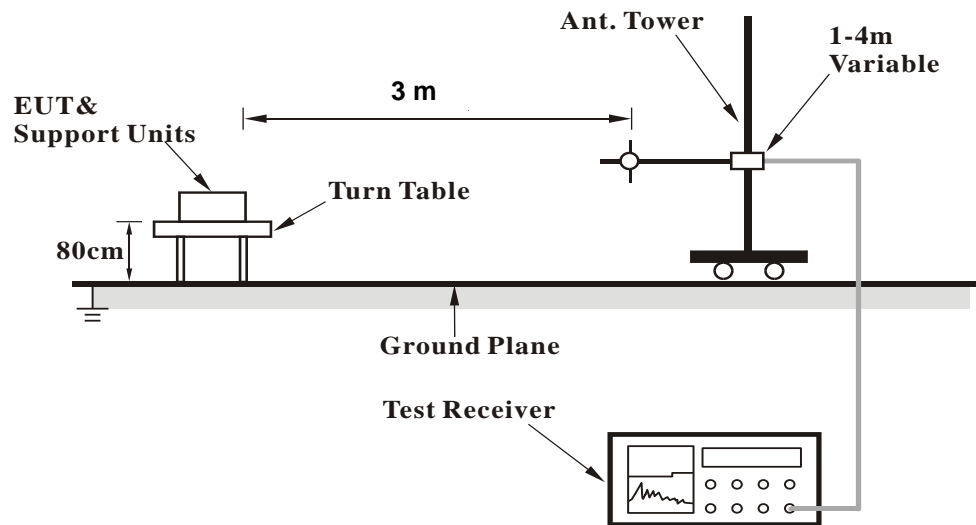 Ant. Tower
1-4m
Variable
3 m
EUT&
Support Units
Turn Table
80cm
Ground Plane
Test Receiver